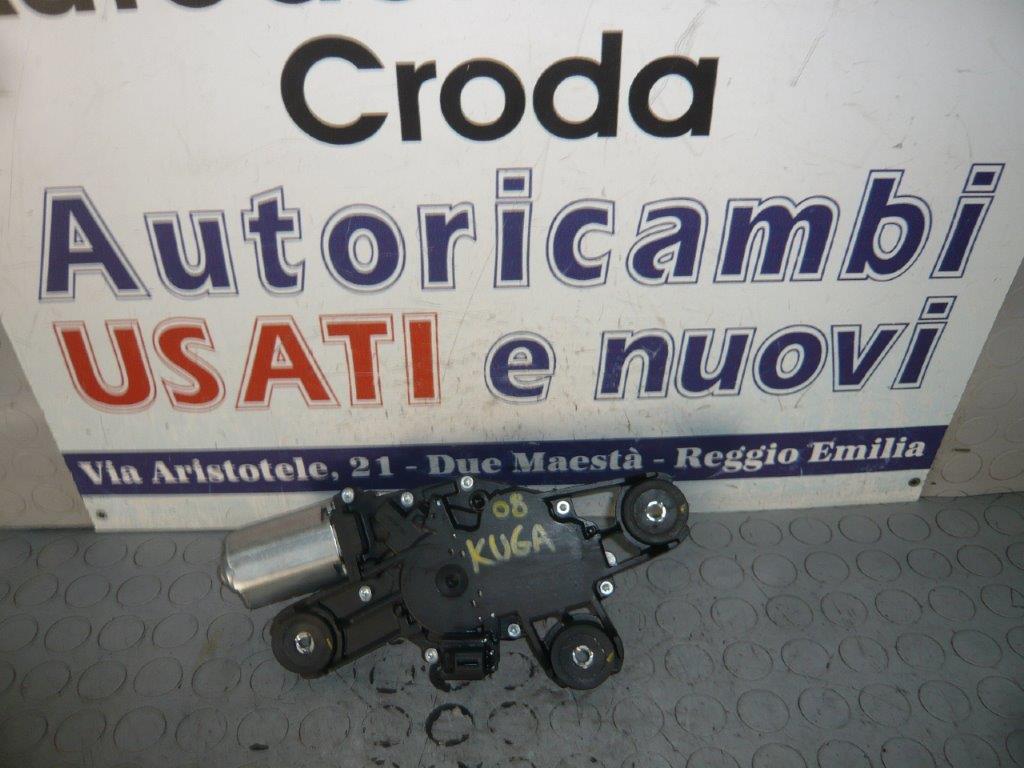 Croda
Autoricambi
USATI e nuovi
Via Aristotele, 21 - Due Maestà - Reggio Emilia
08
KUGA